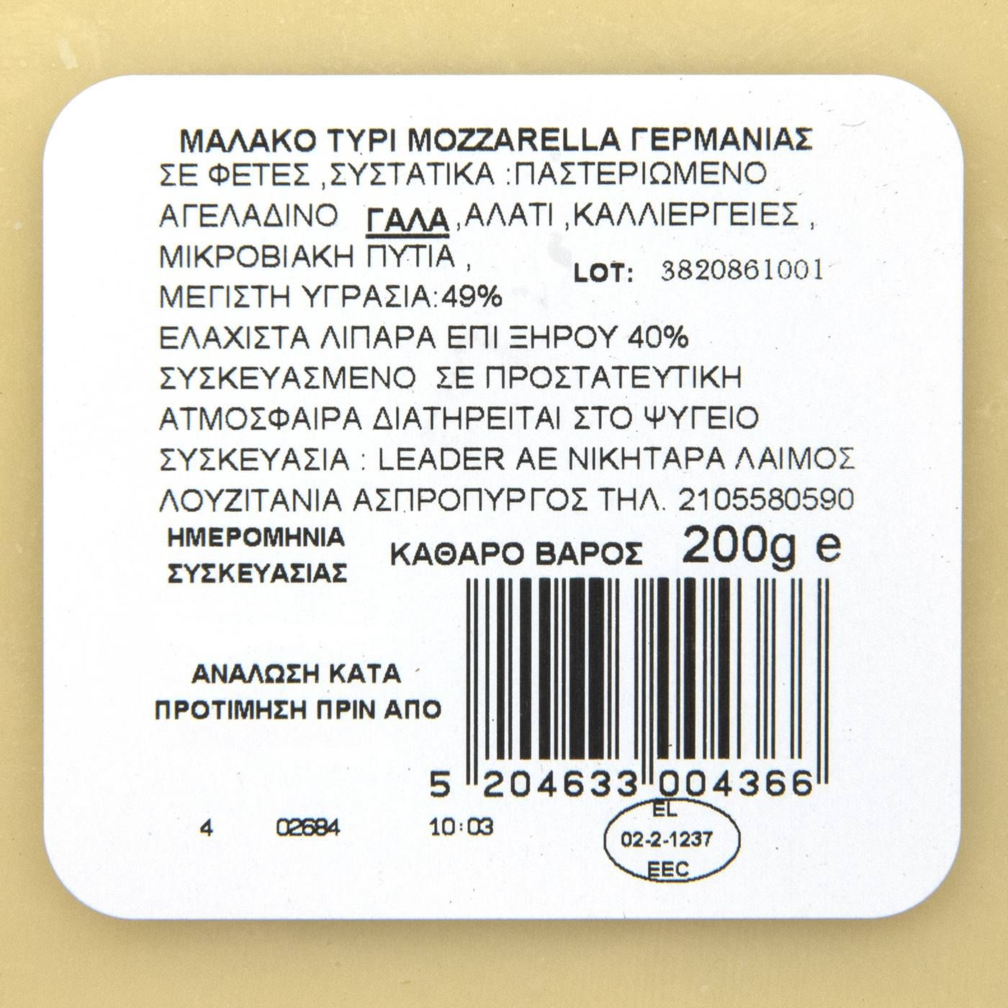 ΜΑΛΑΚΟ ΤΥΡΙ MOZZARELLA ΓΕΡΜΑΝΙΑΣ
ΣΕ ΦΕΤΕΣ ,ΣΥΣΤΑΤΙΚΑ :ΠΑΣΤΕΡΙΩΜΕΝΟ
ΑΓΕΛΑΔΙΝΟ ΓΑΛΑ ,ΑΛΑΤΙ ,ΚΑΛΛΙΕΡΓΕΙΕΣ ,
ΜΙΚΡΟΒΙΑΚΗ ΠΥΤΙΑ ,
LOT: 3820861001
ΜΕΓΙΣΤΗ ΥΓΡΑΣΙΑ:49%
ΕΛΑΧΙΣΤΑ ΛΙΠΑΡΑ ΕΠΙ ΞΗΡΟΥ 40%
ΣΥΣΚΕΥΑΣΜΕΝΟ ΣΕ ΠΡΟΣΤΑΤΕΥΤΙΚΗ
ΑΤΜΟΣΦΑΙΡΑ ΔΙΑΤΗΡΕΙΤΑΙ ΣΤΟ ΨΥΓΕΙΟ
ΣΥΣΚΕΥΑΣΙΑ : LEADER ΑΕ ΝΙΚΗΤΑΡΑ ΛΑΙΜΟΣ
ΛΟΥΖΙΤΑΝΙΑ ΑΣΠΡΟΠΥΡΓΟΣ ΤΗΛ. 2105580590
ΗΜΕΡΟΜΗΝΙΑ
ΣΥΣΚΕΥΑΣΙΑΣ
ΚΑΘΑΡΟ ΒΑΡΟΣ 200g e
ΑΝΑΛΩΣΗ ΚΑΤΑ
ΠΡΟΤΙΜΗΣΗ ΠΡΙΝ ΑΠΟ
5 204633 004366
4 02684 10:03
EL
02-2-1237
EEC